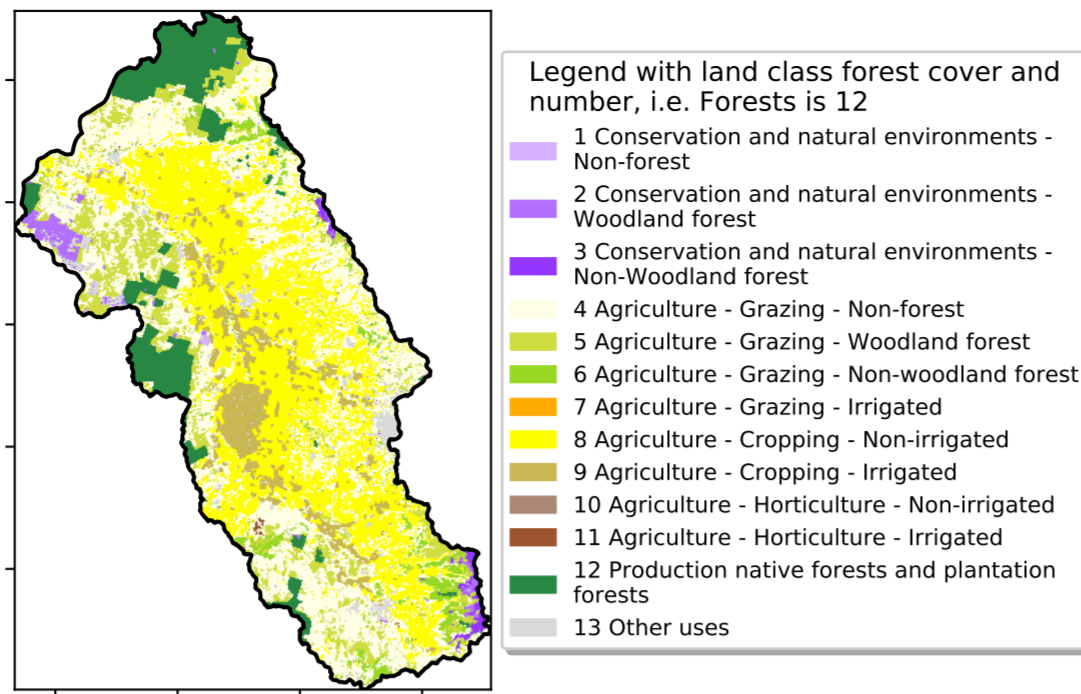 Legend with land class forest cover and
number, i.e. Forests is 12
1 Conservation and natural environments -
Non-forest
2 Conservation and natural environments -
Woodland forest
3 Conservation and natural environments -
Non-Woodland forest
4 Agriculture - Grazing - Non-forest
5 Agriculture - Grazing - Woodland forest
6 Agriculture - Grazing - Non-woodland forest
7 Agriculture - Grazing - Irrigated
8 Agriculture - Cropping - Non-irrigated
9 Agriculture - Cropping - Irrigated
10 Agriculture - Horticulture - Non-irrigated
11 Agriculture - Horticulture - Irrigated
12 Production native forests and plantation
forests
13 Other uses